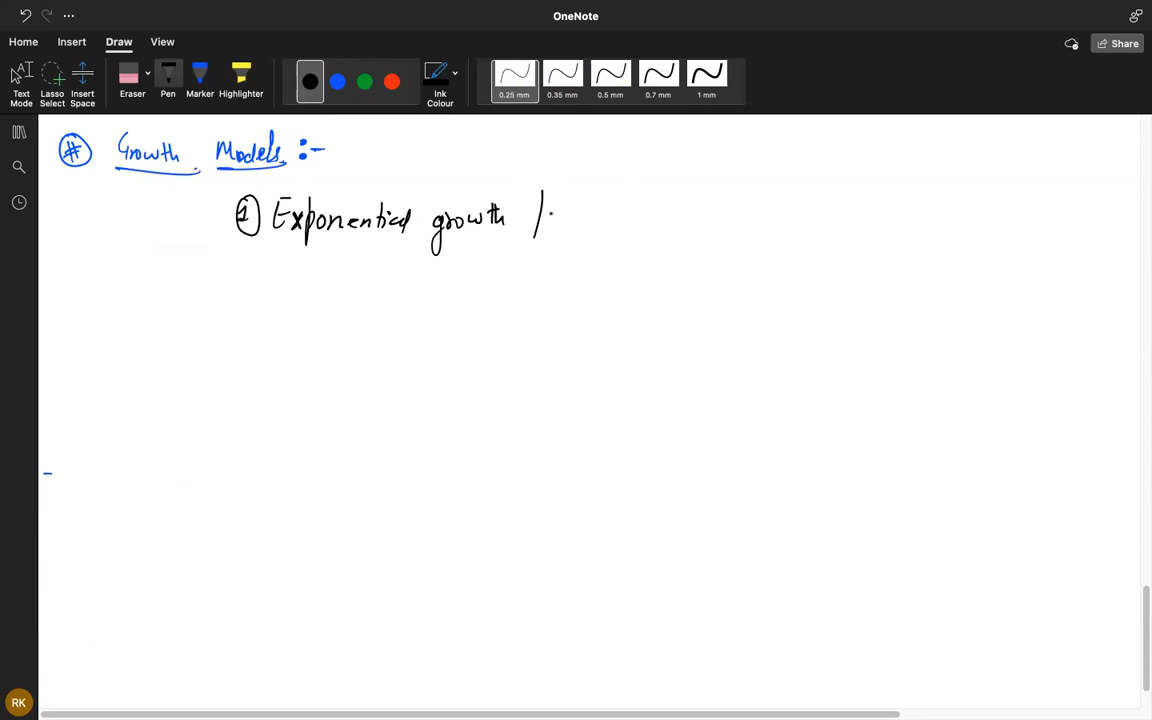 OneNote
Home Insert Draw View
Text Mode
Lasso Select
Insert Space
Eraser
Pen
Marker
Highlighter
Ink Colour
0.25 mm
0.35 mm
0.5 mm
0.7 mm
1 mm
Share
# Growth Models :-
① Exponential growth /
RK